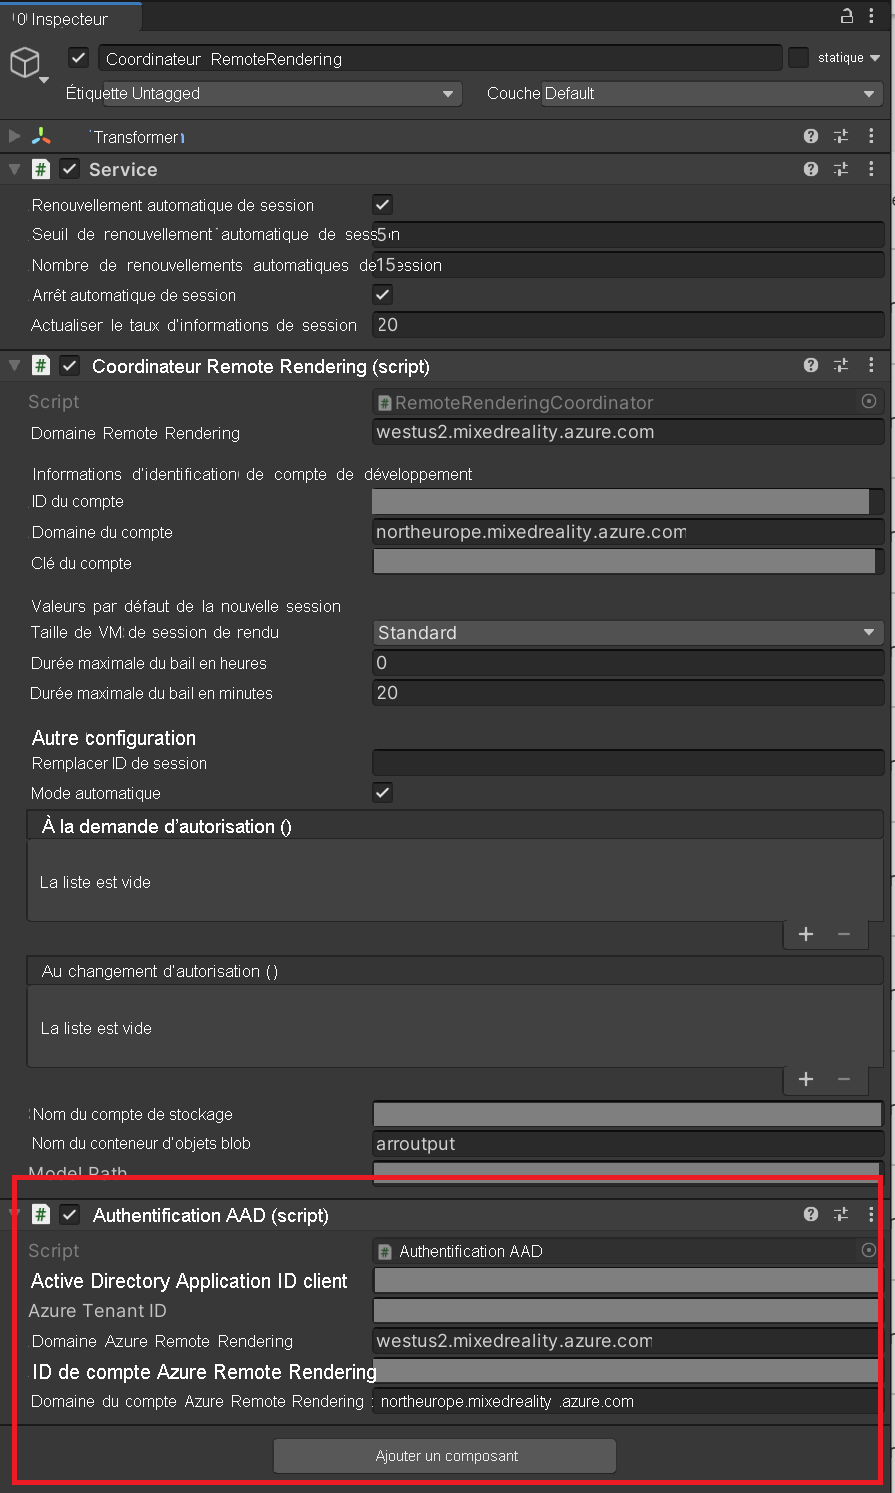 Inspecteur
Coordinateur RemoteRendering
statique
Étiquette Untagged
Couche Default
Transformer
Service
Renouvellement automatique de session
Seuil de renouvellement automatique de session 5
Nombre de renouvellements automatiques de session 15
Arrêt automatique de session
Actualiser le taux d'informations de session 20
Coordinateur Remote Rendering (script)
Script RemoteRenderingCoordinator
Domaine Remote Rendering westus2.mixedreality.azure.com
Informations d'identification de compte de développement
ID du compte
Domaine du compte northeurope.mixedreality.azure.com
Clé du compte
Valeurs par défaut de la nouvelle session
Taille de VM de session de rendu Standard
Durée maximale du bail en heures 0
Durée maximale du bail en minutes 20
Autre configuration
Remplacer ID de session
Mode automatique
À la demande d'autorisation ()
La liste est vide
Au changement d'autorisation ()
La liste est vide
Nom du compte de stockage
Nom du conteneur d'objets blob arroutput
Model Path
Authentification AAD (script)
Script Authentification AAD
Active Directory Application ID client
Azure Tenant ID
Domaine Azure Remote Rendering westus2.mixedreality.azure.com
ID de compte Azure Remote Rendering
Domaine du compte Azure Remote Rendering : northeurope.mixedreality .azure.com
Ajouter un composant